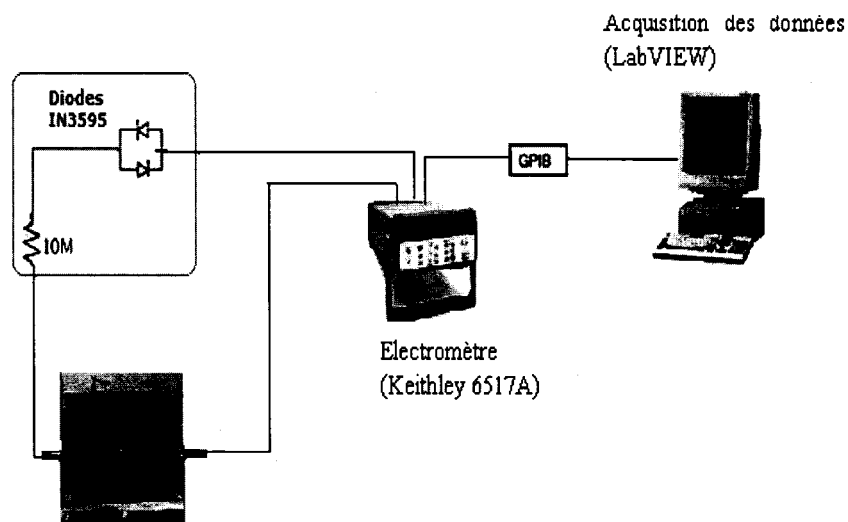 Acquisition des données
(LabVIEW)
Diodes
IN3595
GPIB
10M
Electromètre
(Keithley 6517A)